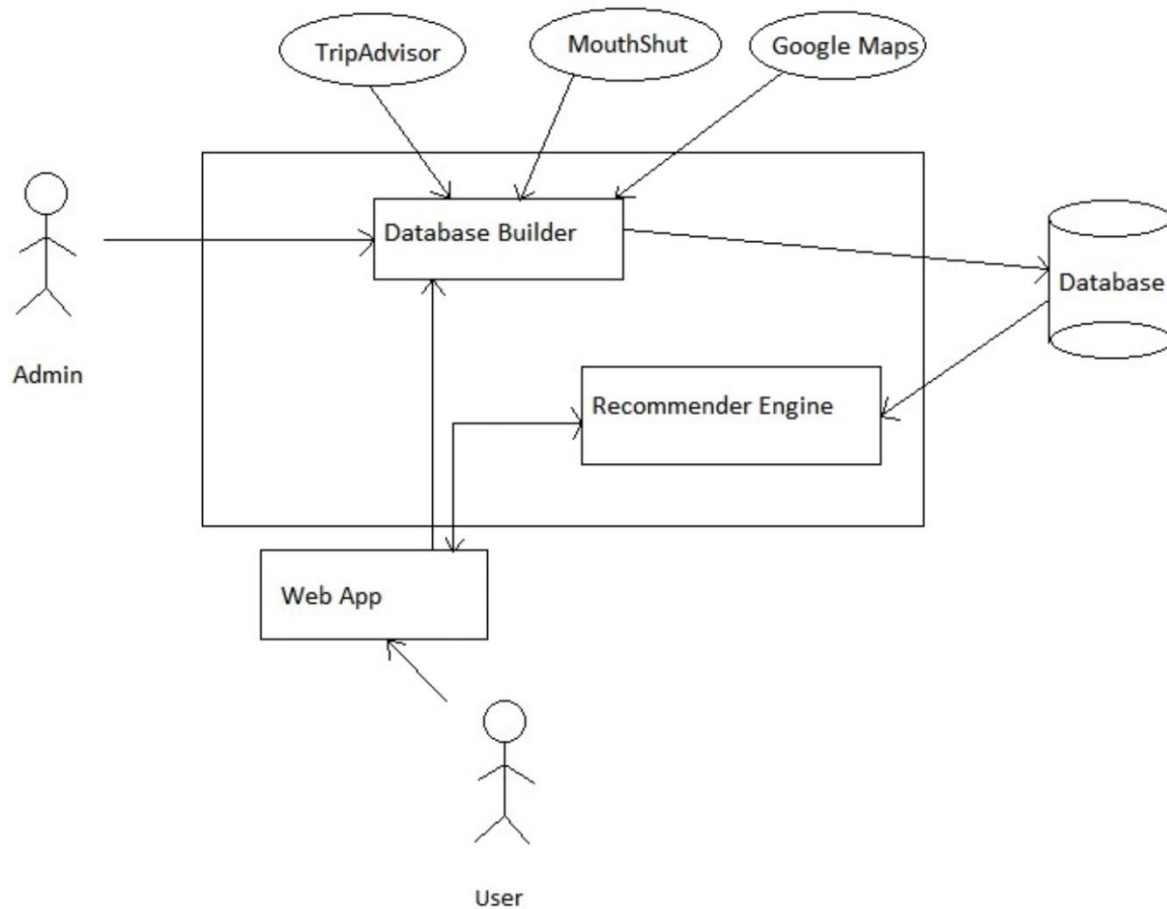 TripAdvisor
MouthShut
Google Maps
Database Builder
Database
Admin
Recommender Engine
Web App
User